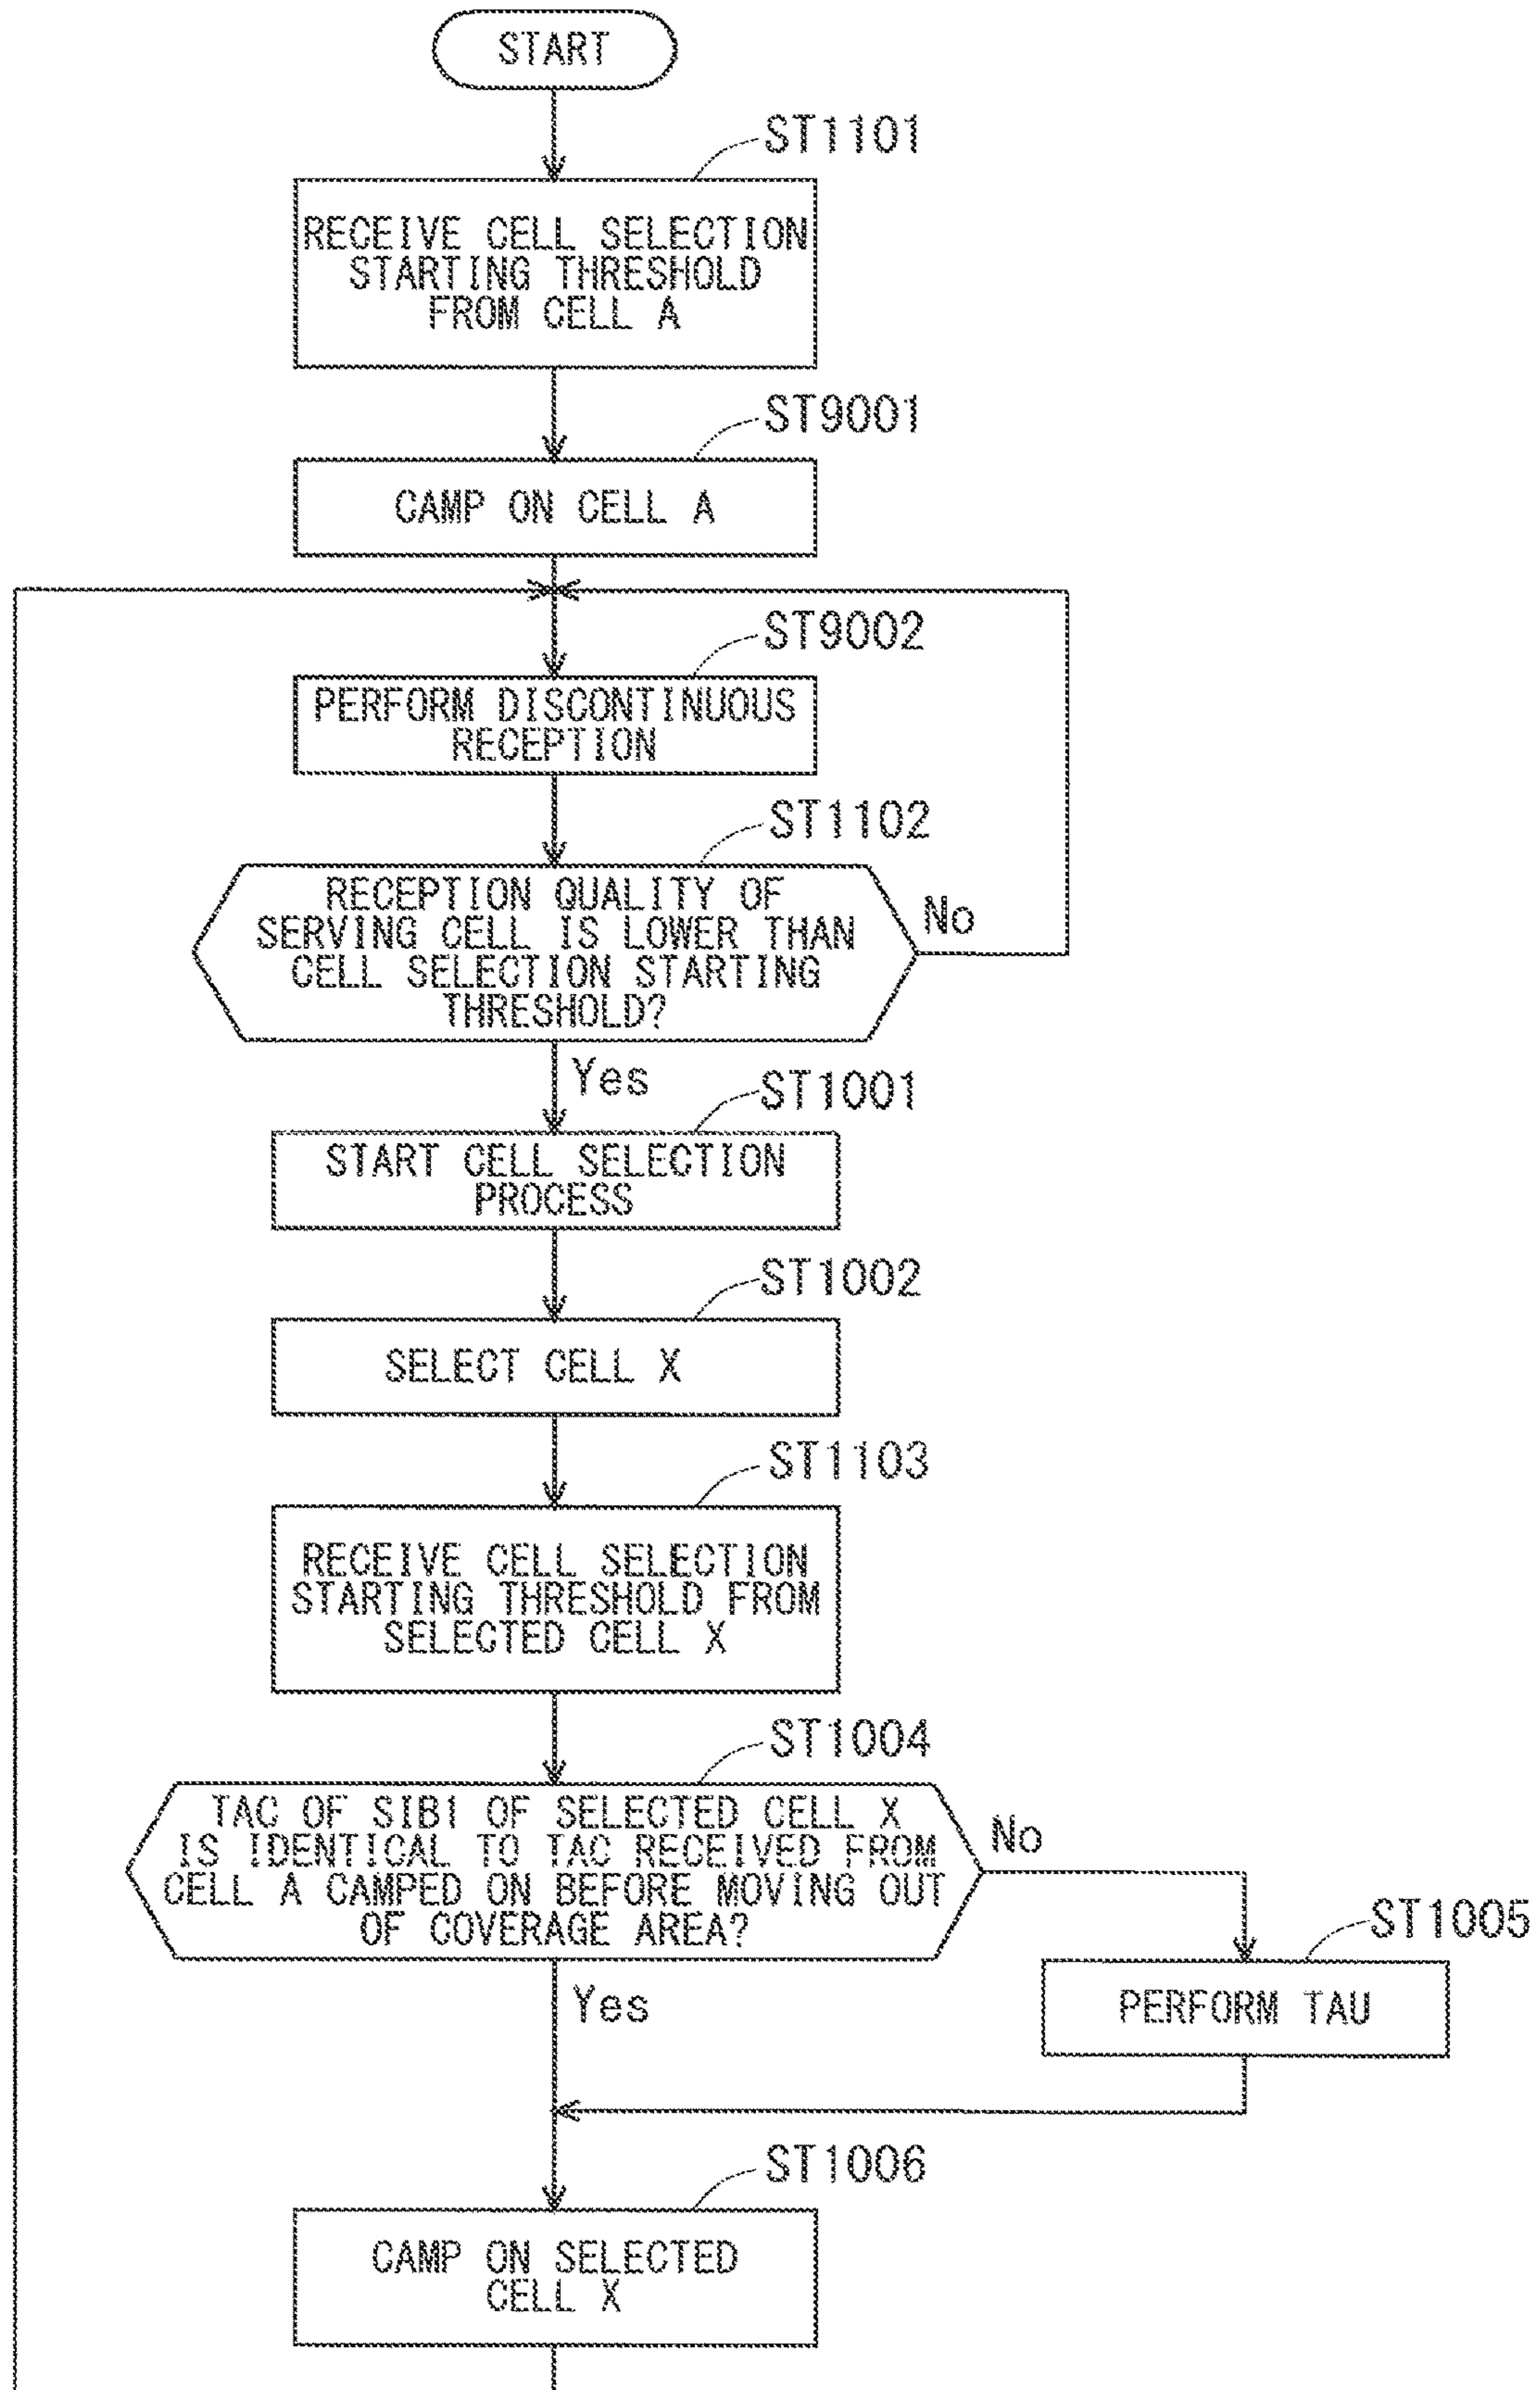 START
ST1101
RECEIVE CELL SELECTION
STARTING THRESHOLD
FROM CELL A
ST9001
CAMP ON CELL A
ST9002
PERFORM DISCONTINUOUS
RECEPTION
ST1102
RECEPTION QUALITY OF
SERVING CELL IS LOWER THAN
CELL SELECTION STARTING
THRESHOLD?
No
Yes
ST1001
START CELL SELECTION
PROCESS
ST1002
SELECT CELL X
ST1103
RECEIVE CELL SELECTION
STARTING THRESHOLD FROM
SELECTED CELL X
ST1004
TAC OF SIB1 OF SELECTED CELL X
IS IDENTICAL TO TAC RECEIVED FROM
CELL A CAMPED ON BEFORE MOVING OUT
OF COVERAGE AREA?
No
ST1005
PERFORM TAU
Yes
ST1006
CAMP ON SELECTED
CELL X